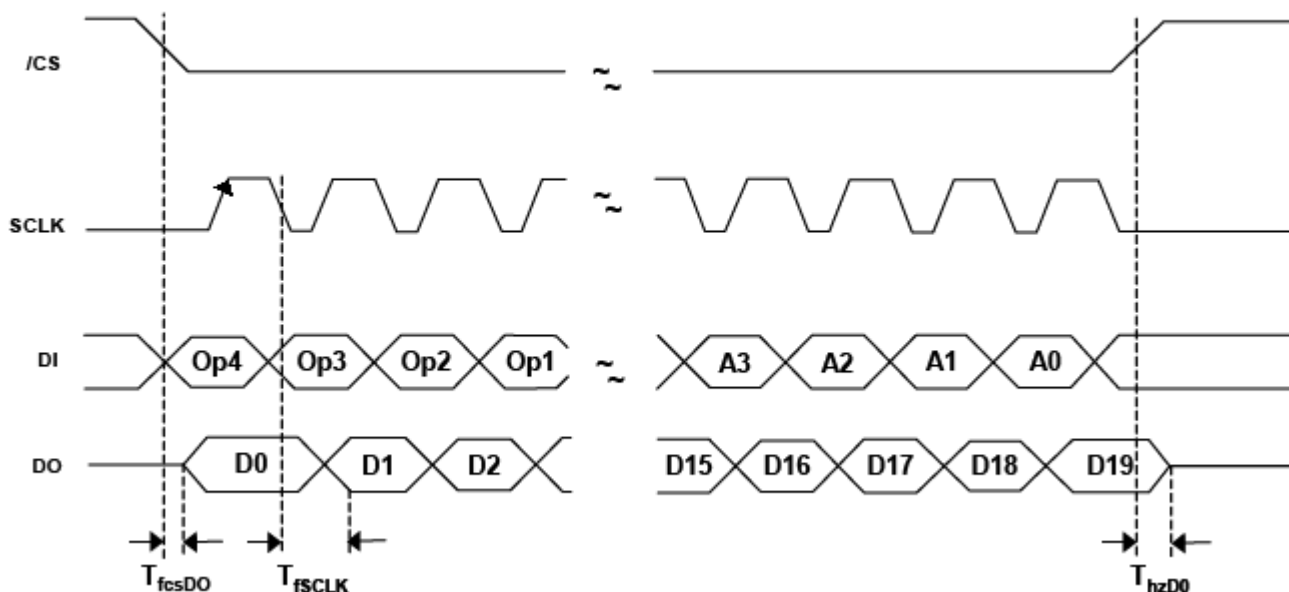 /CS
SCLK
DI Op4 Op3 Op2 Op1 A3 A2 A1 A0
DO D0 D1 D2 D15 D16 D17 D18 D19
TfcsDO TfSCLK ThzD0